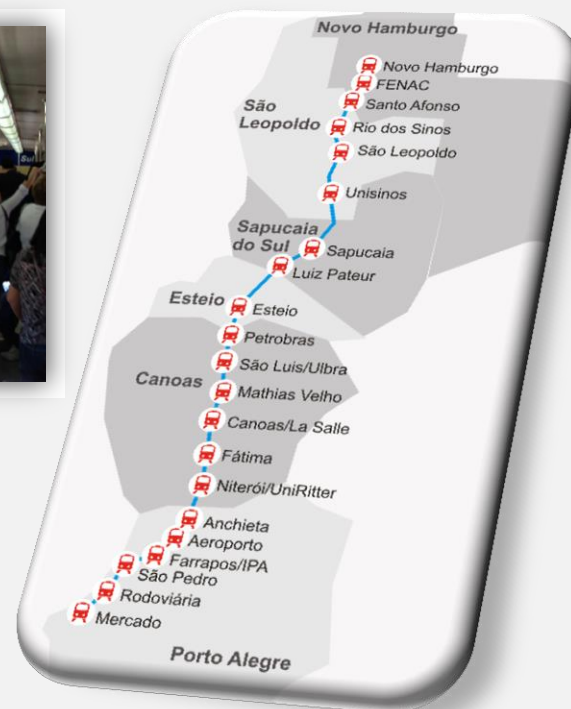 Sul
Novo Hamburgo
Novo Hamburgo
FENAC
Santo Afonso
São
Leopoldo
Rio dos Sinos
São Leopoldo
Unisinos
Sapucaia
do Sul
Sapucaia
Luiz Pateur
Esteio
Esteio
Petrobras
São Luis/Ulbra
Canoas
Mathias Velho
Canoas/La Salle
Fátima
Niterói/UniRitter
Anchieta
Aeroporto
Farrapos/IPA
São Pedro
Rodoviária
Mercado
Porto Alegre